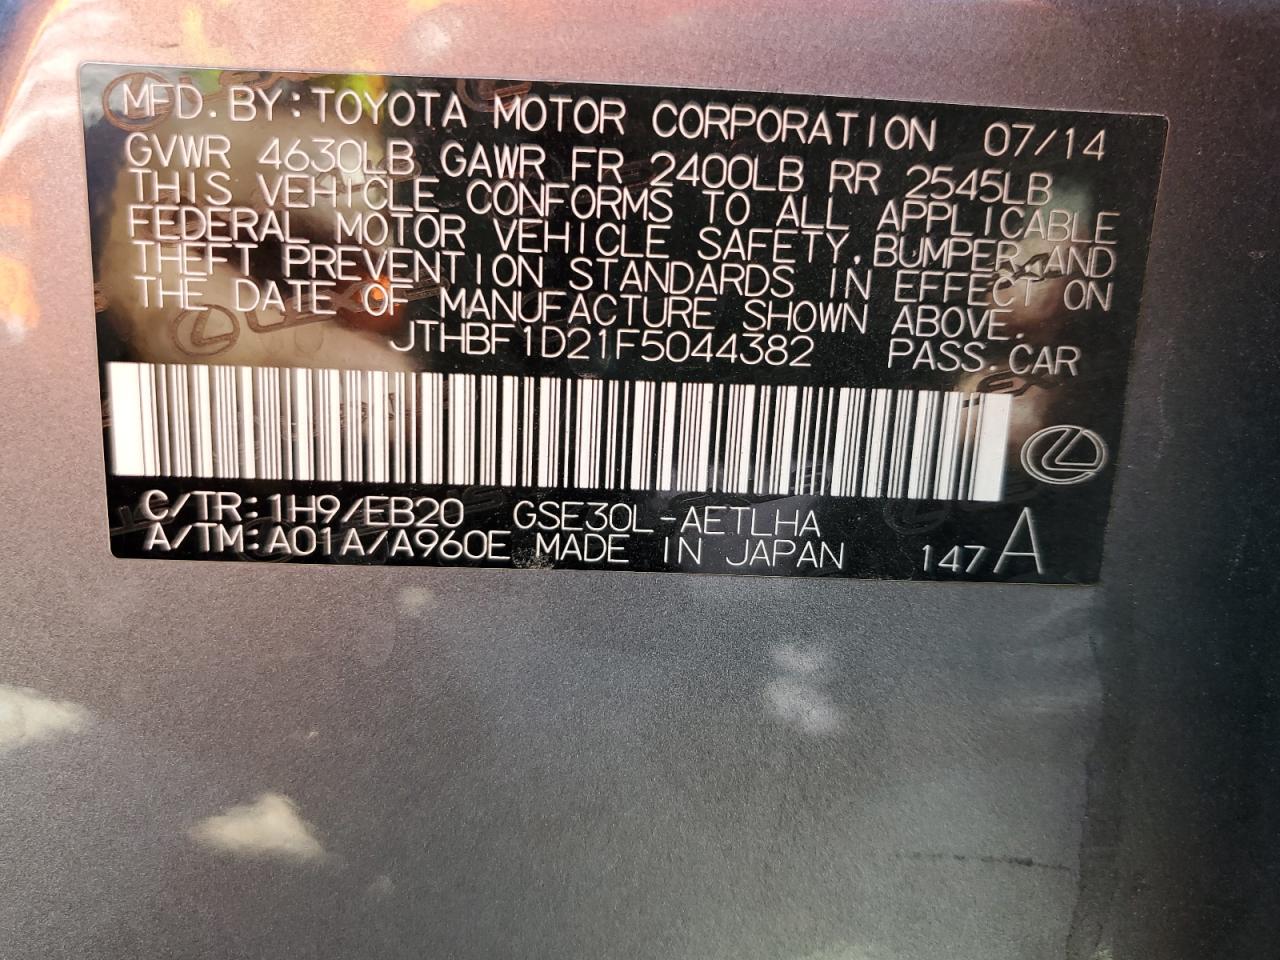 MFD. BY: TOYOTA MOTOR CORPORATION 07/14
GVWR 4630LB GAWR FR 2400LB RR 2545LB
THIS VEHICLE CONFORMS TO ALL APPLICABLE
FEDERAL MOTOR VEHICLE SAFETY, BUMPER AND
THEFT PREVENTION STANDARDS IN EFFECT ON
THE DATE OF MANUFACTURE SHOWN ABOVE.
JTHBF1D21F5044382 PASS. CAR
C/TR: 1H9/EB20 GSE30L-AETLHA
A/TM: A01A/A960E MADE IN JAPAN 147 A